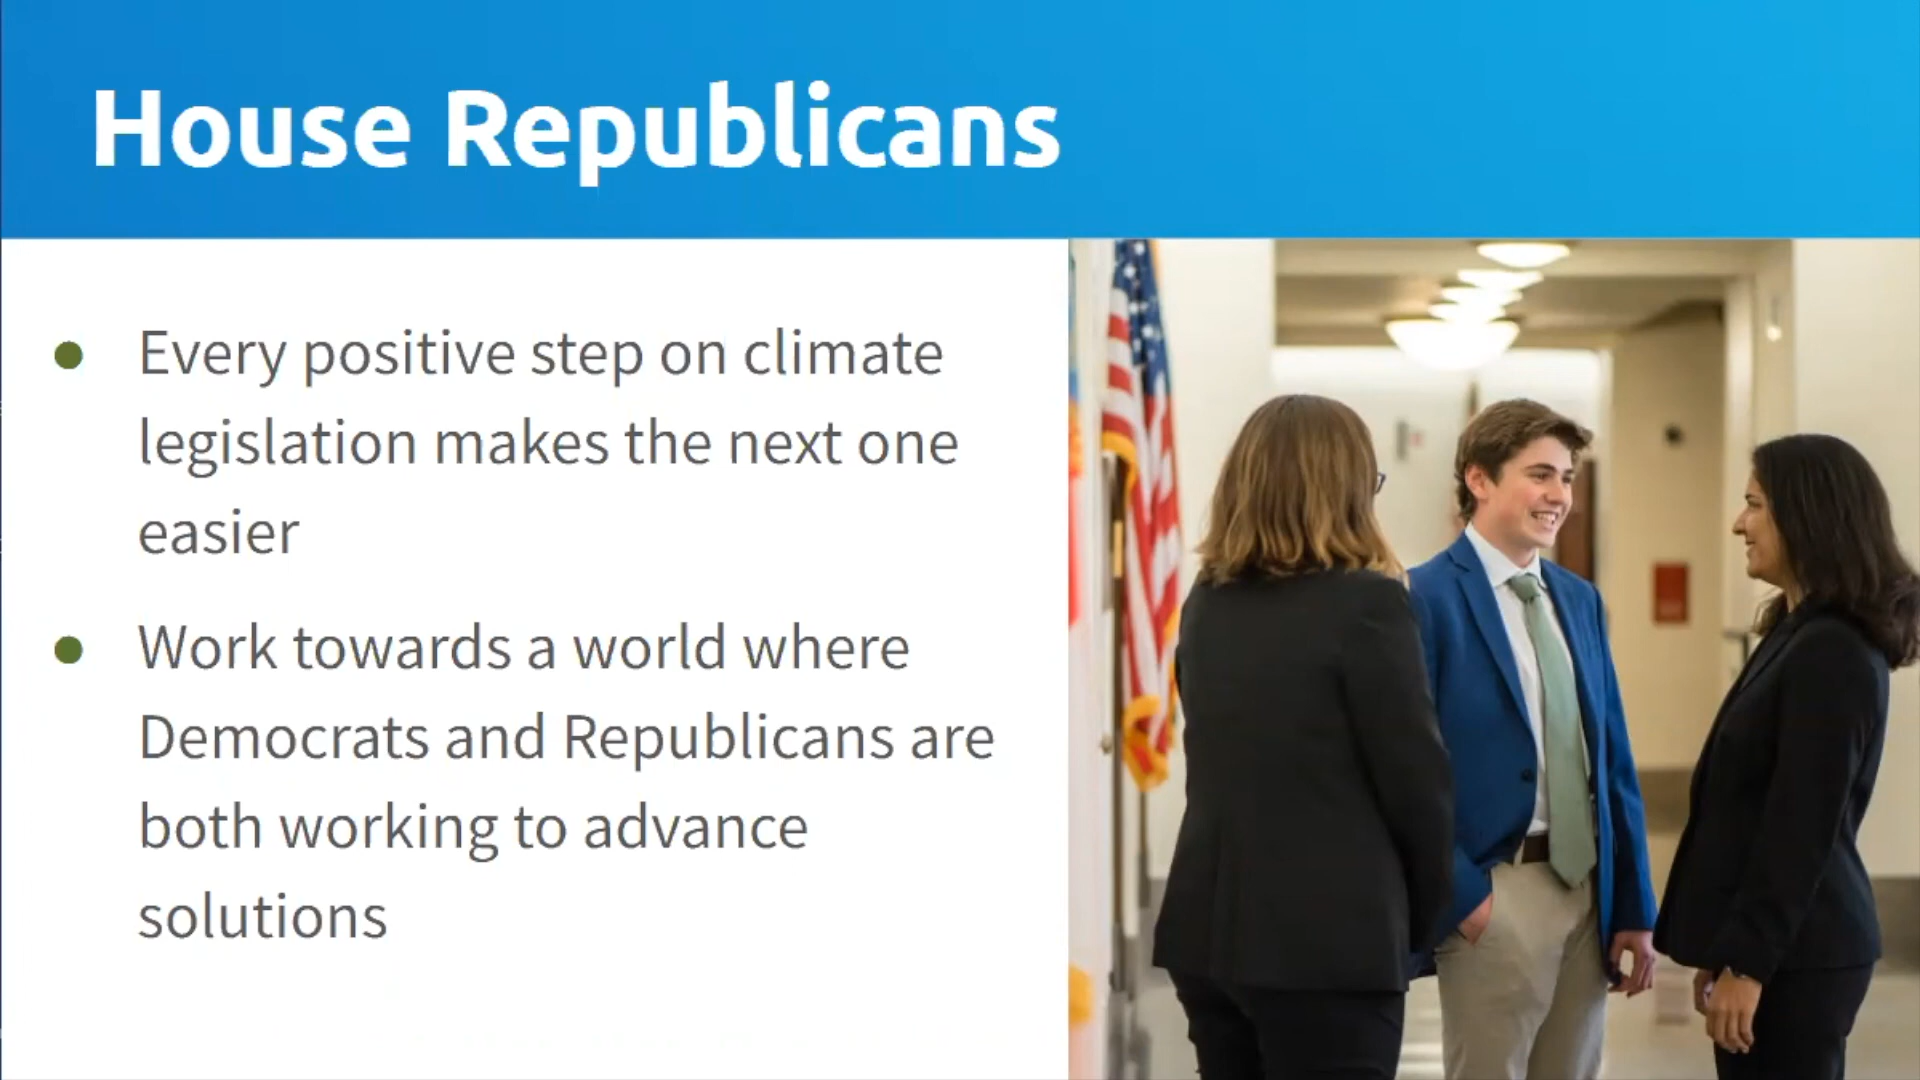 House Republicans
Every positive step on climate
legislation makes the next one
easier
Work towards a world where
Democrats and Republicans are
both working to advance
solutions